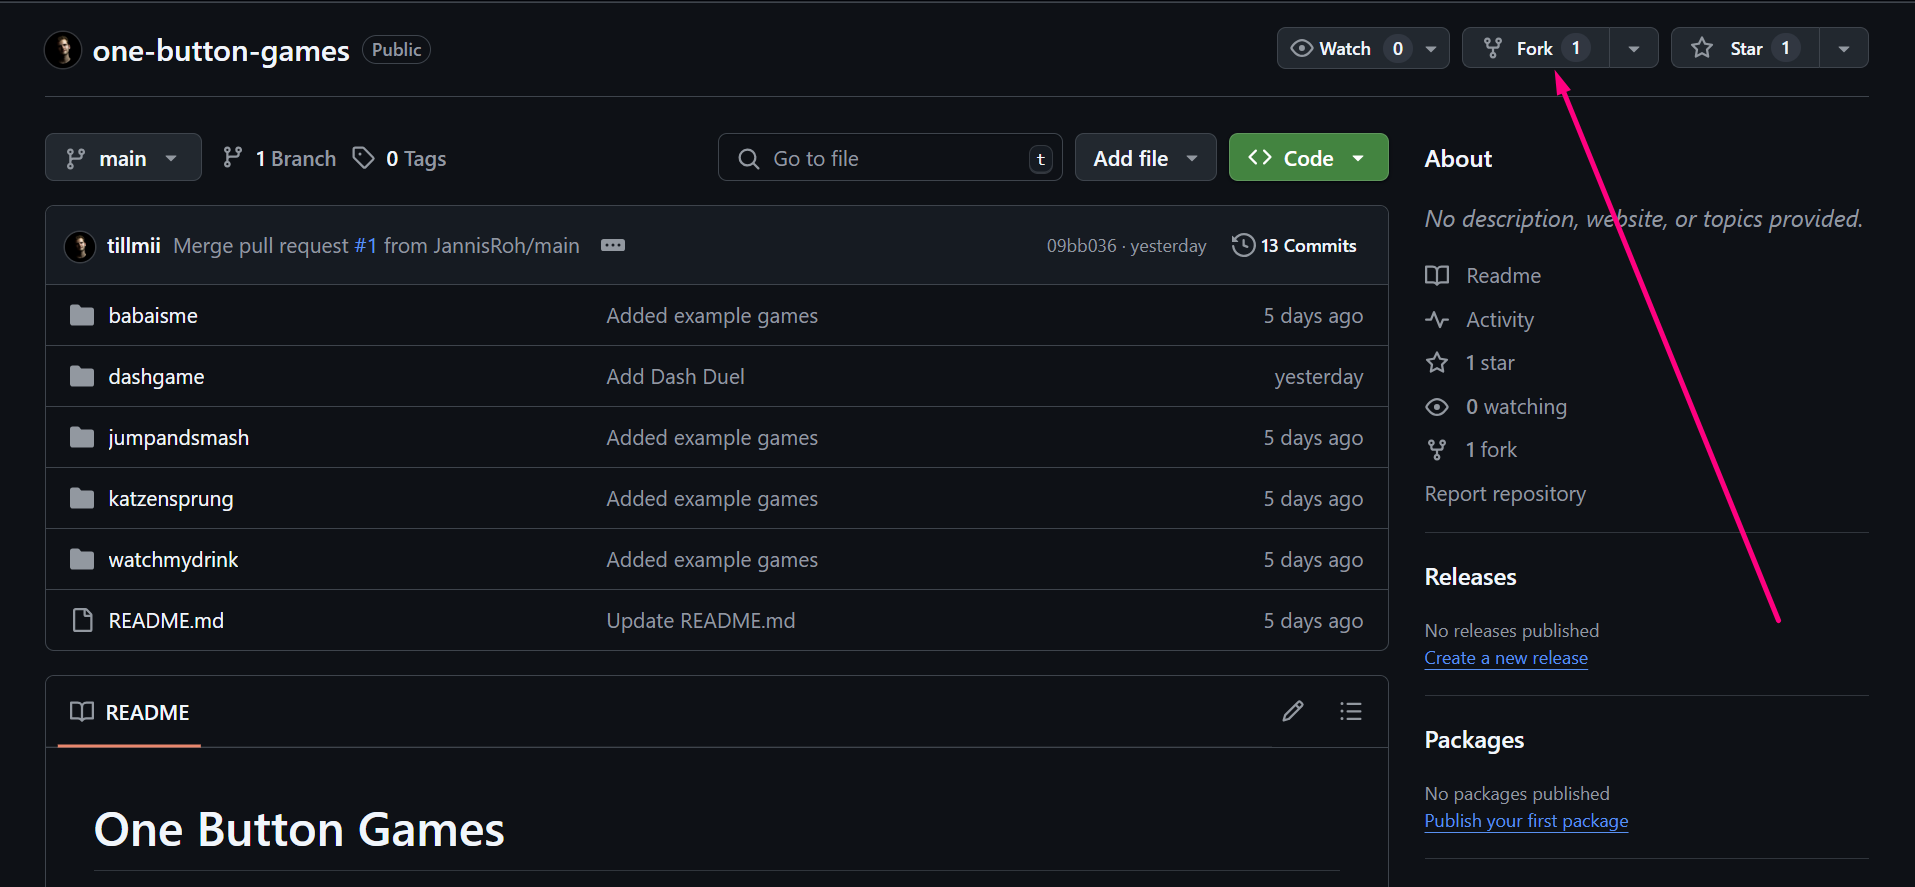 one-button-games Public Watch 0 Fork 1 Star 1
main 1 Branch 0 Tags Go to file t Add file Code
tillmii Merge pull request #1 from JannisRoh/main 09bb036 · yesterday 13 Commits
babaisme Added example games 5 days ago
dashgame Add Dash Duel yesterday
jumpandsmash Added example games 5 days ago
katzensprung Added example games 5 days ago
watchmydrink Added example games 5 days ago
README.md Update README.md 5 days ago
README
One Button Games
About
No description, website, or topics provided.
Readme
Activity
1 star
0 watching
1 fork
Report repository
Releases
No releases published
Create a new release
Packages
No packages published
Publish your first package